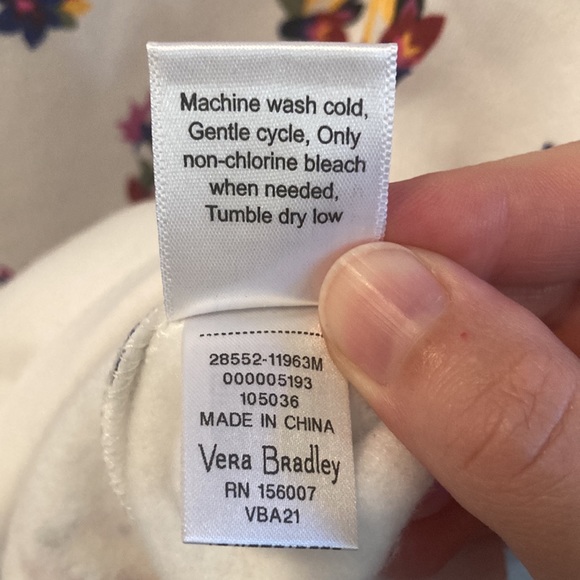 Machine wash cold,
Gentle cycle, Only
non-chlorine bleach
when needed,
Tumble dry low
28552-11963M
000005193
105036
MADE IN CHINA
Vera Bradley
RN 156007
VBA21